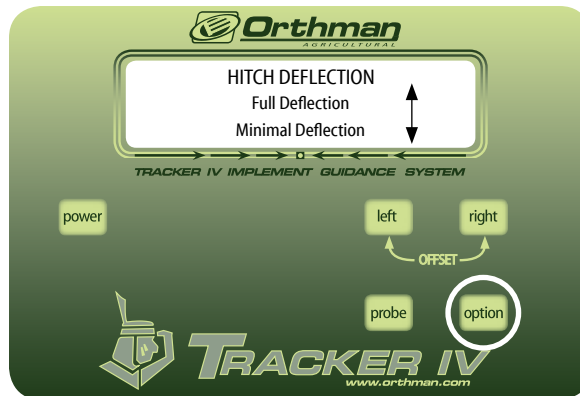 Orthman
AGRICULTURAL
HITCH DEFLECTION
Full Deflection
Minimal Deflection
TRACKER IV IMPLEMENT GUIDANCE SYSTEM
power
left
right
OFFSET
probe
option
TRACKER IV
www.orthman.com